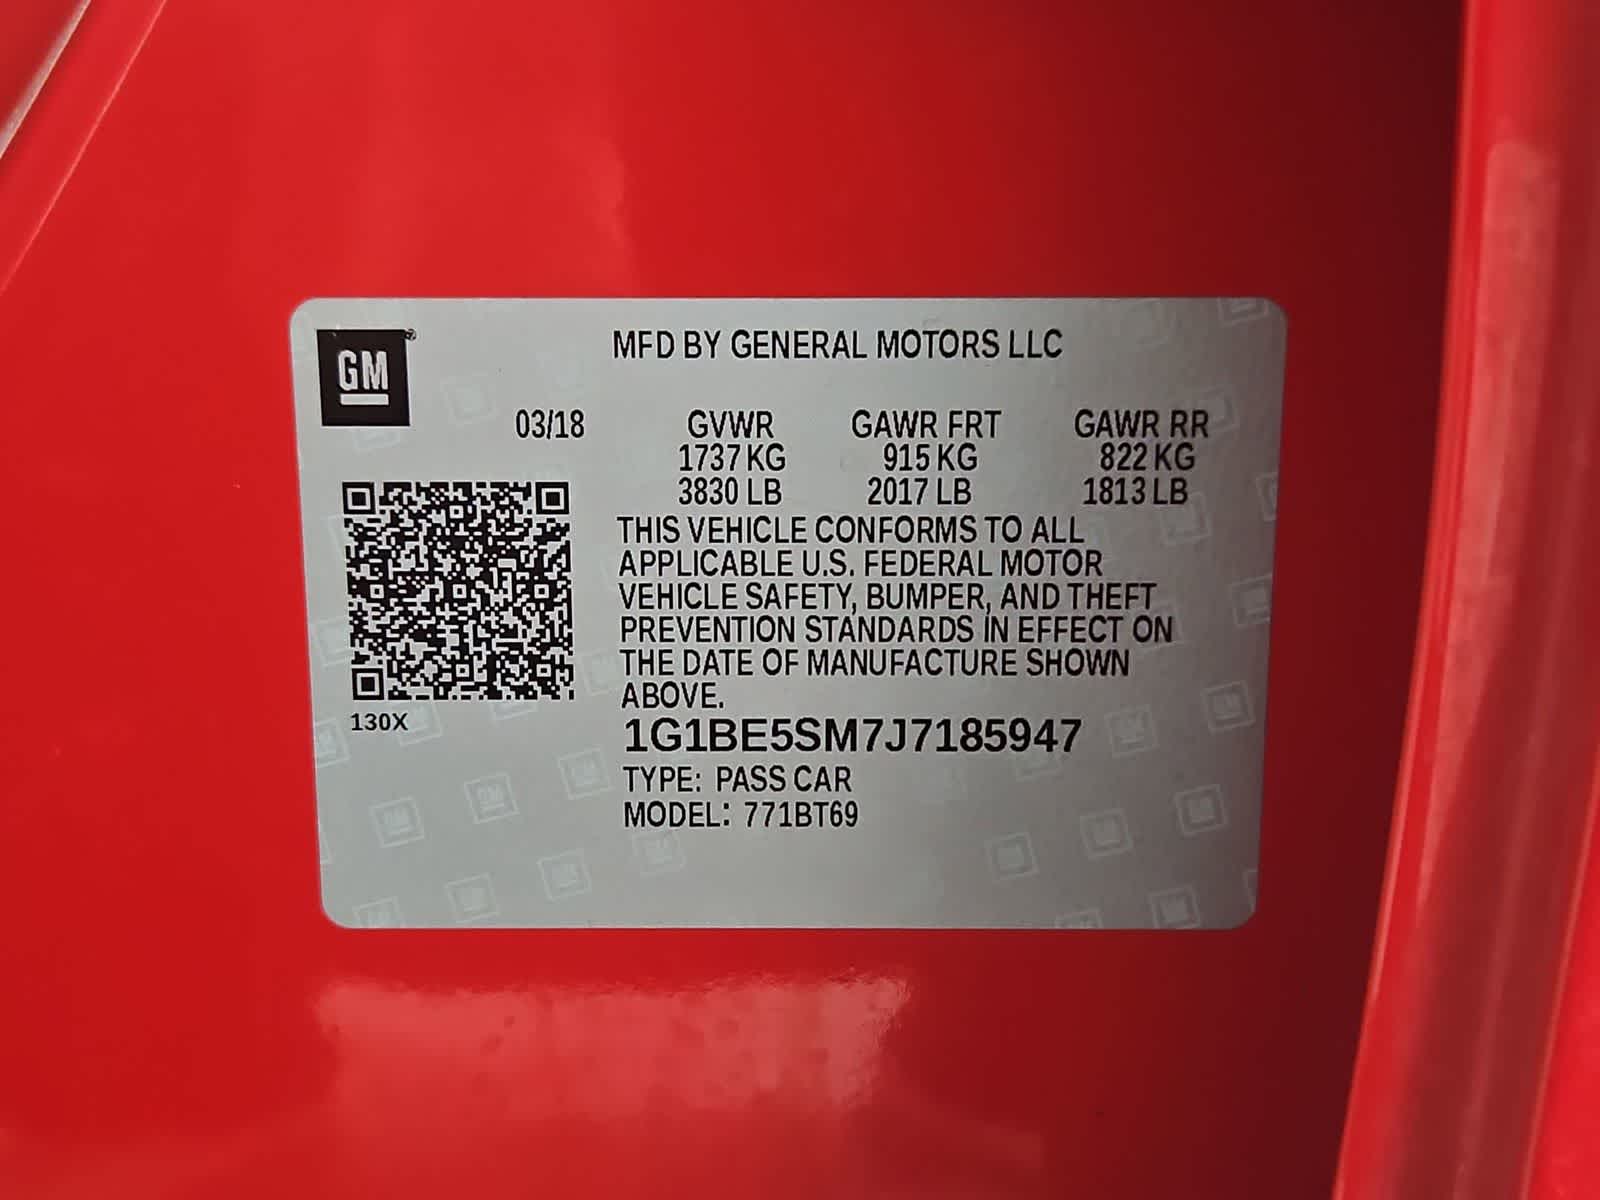 GM
MFD BY GENERAL MOTORS LLC
03/18 GVWR GAWR FRT GAWR RR
1737 KG 915 KG 822 KG
3830 LB 2017 LB 1813 LB
THIS VEHICLE CONFORMS TO ALL
APPLICABLE U.S. FEDERAL MOTOR
VEHICLE SAFETY, BUMPER, AND THEFT
PREVENTION STANDARDS IN EFFECT ON
THE DATE OF MANUFACTURE SHOWN
ABOVE.
130X
1G1BE5SM7J7185947
TYPE: PASS CAR
MODEL: 771BT69